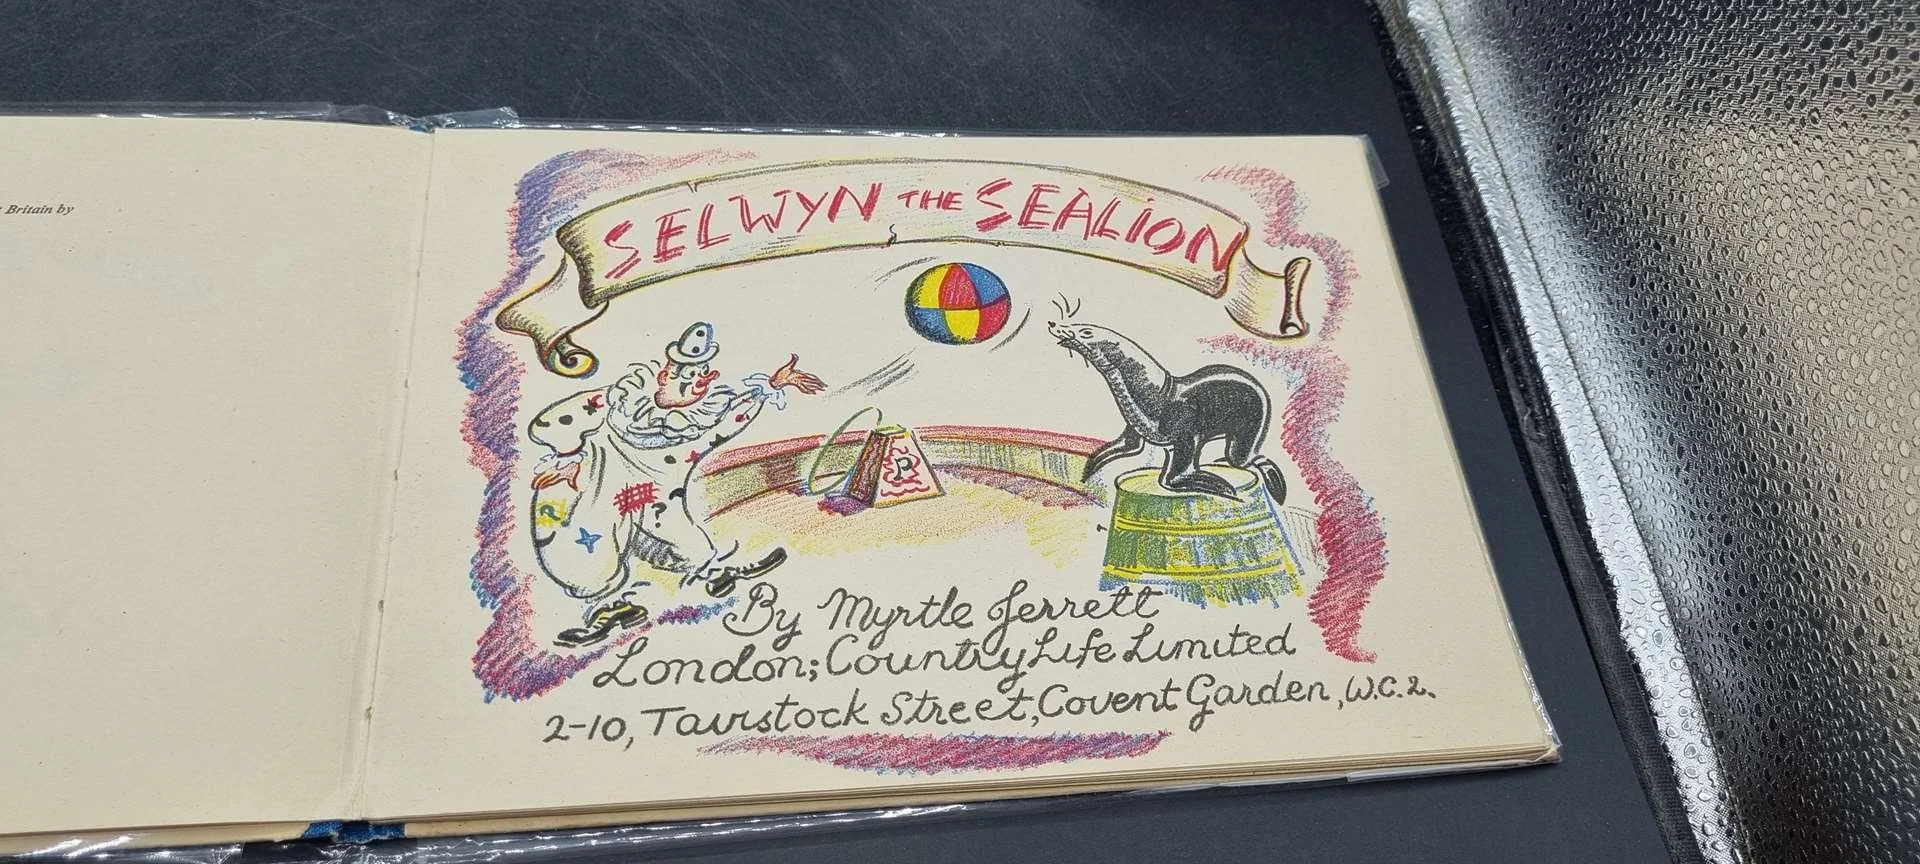 Britain by
SELWYN THE SEALION
P
?
?
By Myrtle Jerrett
London; Country Life Limited
2-10, Tavistock Street, Covent Garden, W.C.2.